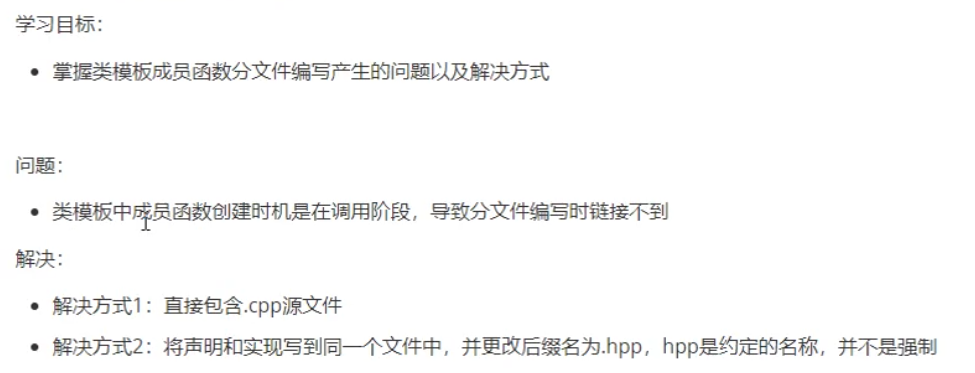 学习目标：
• 掌握类模板成员函数分文件编写产生的问题以及解决方式
问题：
• 类模板中成员函数创建时机是在调用阶段，导致分文件编写时链接不到
解决：
• 解决方式1：直接包含.cpp源文件
• 解决方式2：将声明和实现写到同一个文件中，并更改后缀名为.hpp，hpp是约定的名称，并不是强制